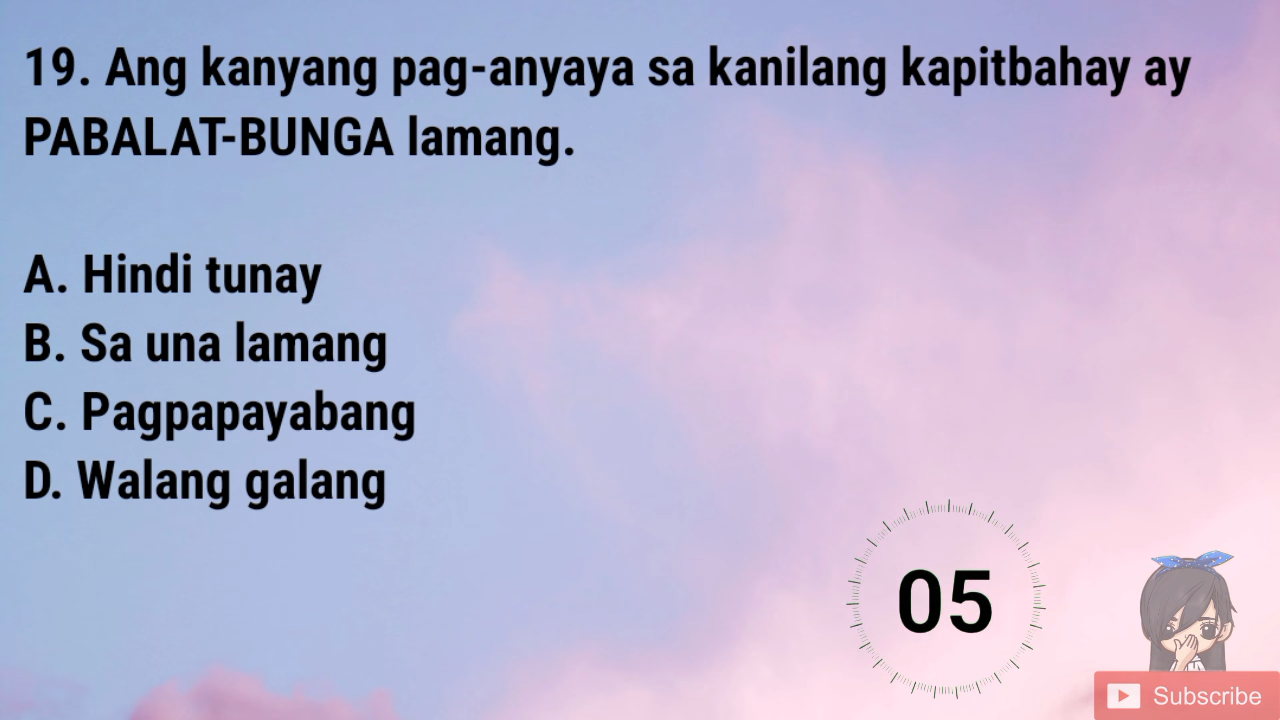 19. Ang kanyang pag-anyaya sa kanilang kapitbahay ay
PABALAT-BUNGA lamang.
A. Hindi tunay
B. Sa una lamang
C. Pagpapayabang
D. Walang galang
05
Subscribe